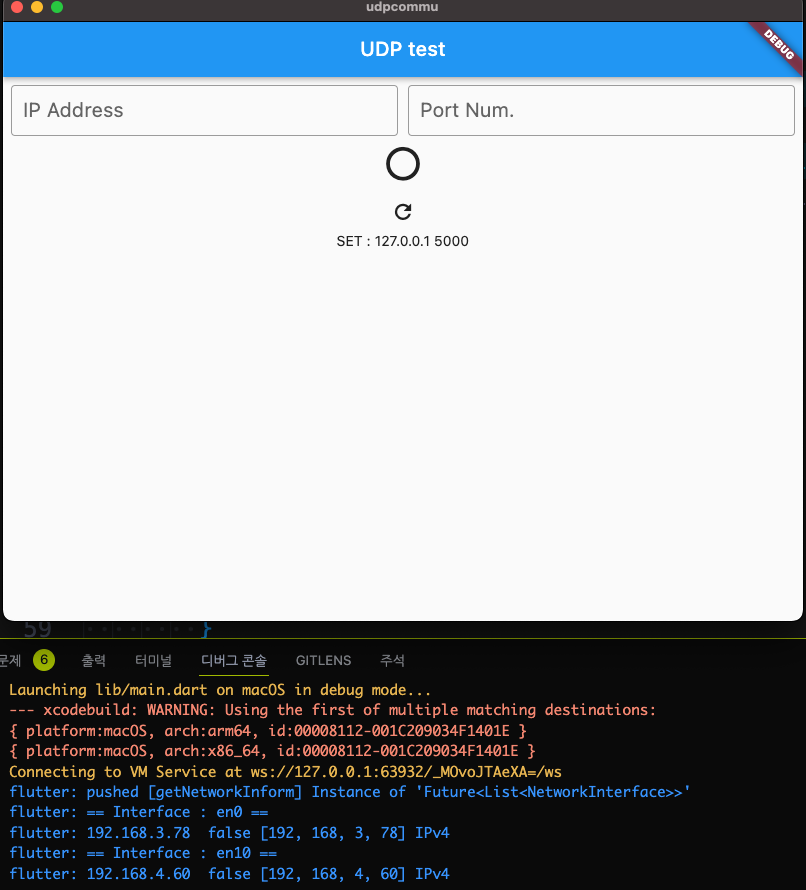 udpcommu
UDP test
DEBUG
IP Address
Port Num.
SET : 127.0.0.1 5000
59 }
문제 6 출력 터미널 디버그 콘솔 GITLENS 주석
Launching lib/main.dart on macOS in debug mode...
--- xcodebuild: WARNING: Using the first of multiple matching destinations:
{ platform:macOS, arch:arm64, id:00008112-001C209034F1401E }
{ platform:macOS, arch:x86_64, id:00008112-001C209034F1401E }
Connecting to VM Service at ws://127.0.0.1:63932/_MOvoJTAeXA=/ws
flutter: pushed [getNetworkInform] Instance of 'Future<List<NetworkInterface>>'
flutter: == Interface : en0 ==
flutter: 192.168.3.78  false [192, 168, 3, 78] IPv4
flutter: == Interface : en10 ==
flutter: 192.168.4.60  false [192, 168, 4, 60] IPv4